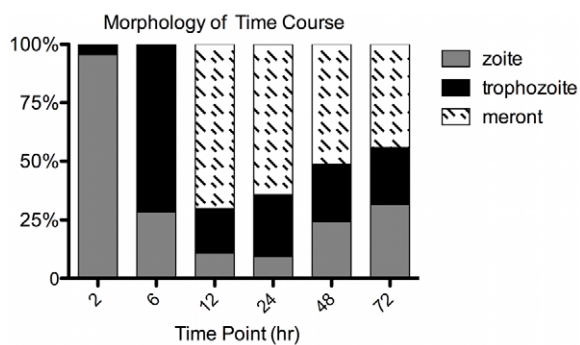 Morphology of Time Course
100%
75%
50%
25%
0
2
6
12
24
48
72
Time Point (hr)
zoite
trophozoite
meront